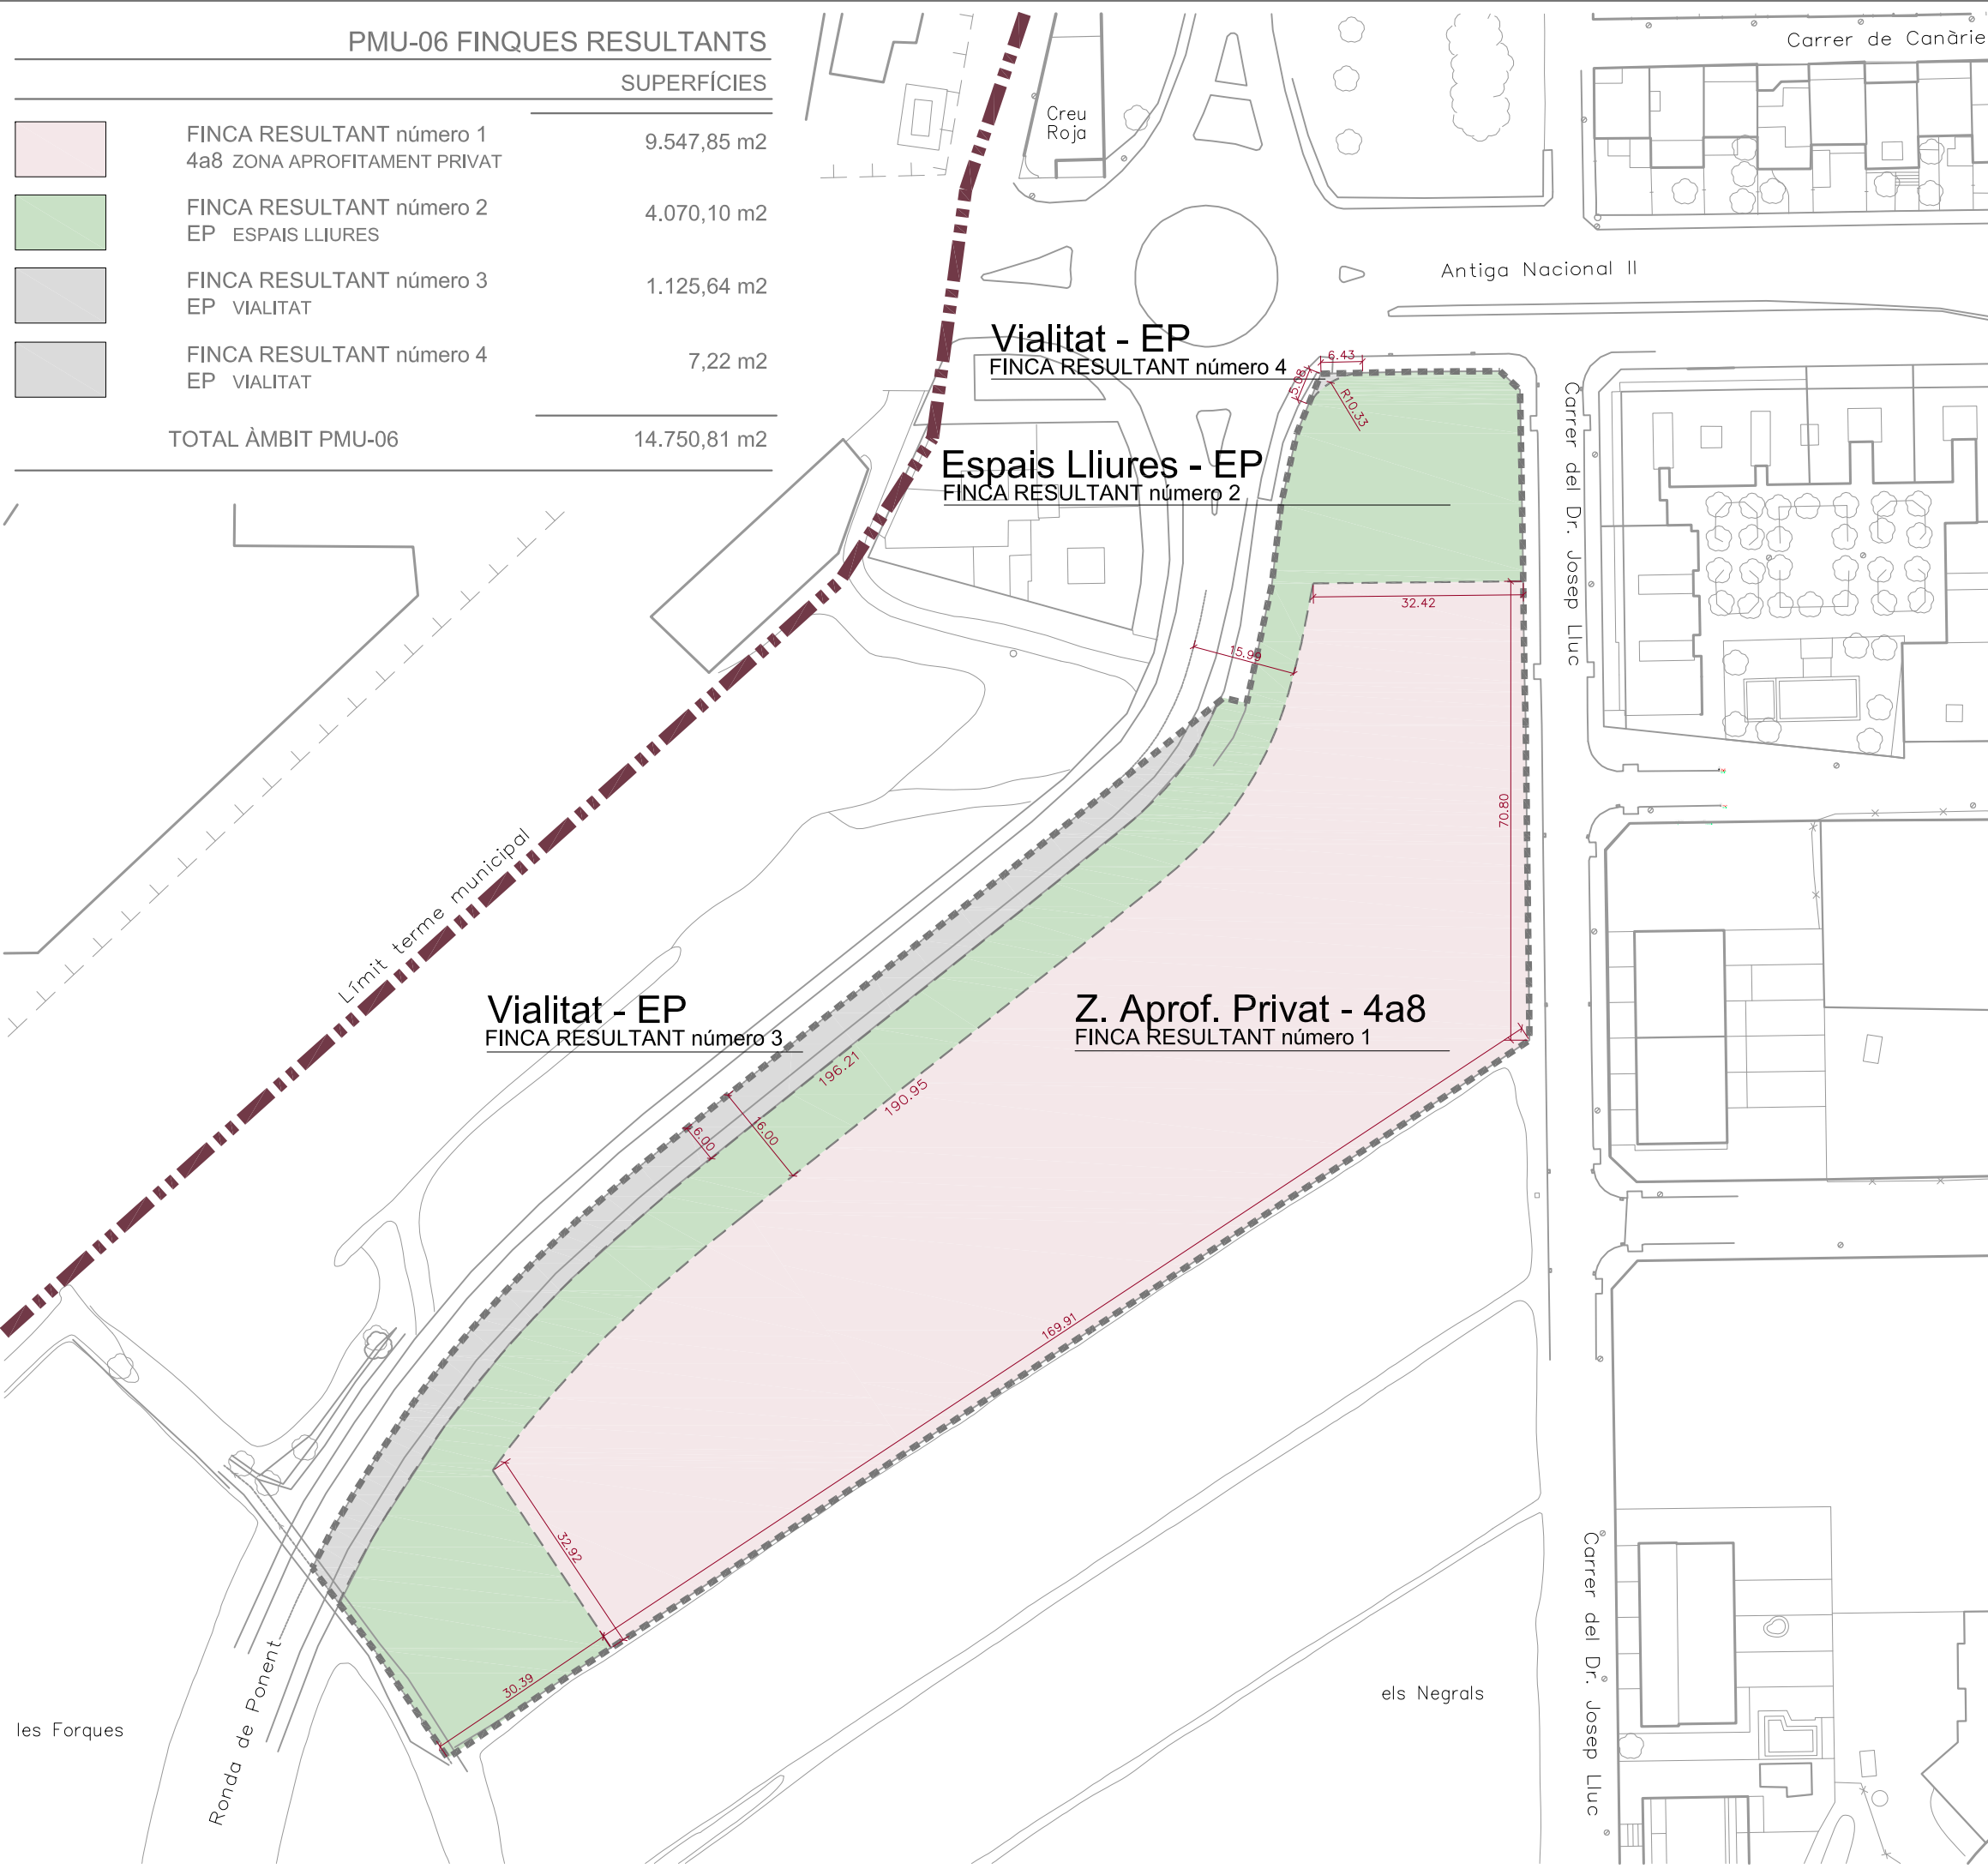 PMU-06 FINQUES RESULTANTS
SUPERFÍCIES
FINCA RESULTANT número 1
4a8 ZONA APROFITAMENT PRIVAT
9.547,85 m2
FINCA RESULTANT número 2
EP ESPAIS LLIURES
4.070,10 m2
FINCA RESULTANT número 3
EP VIALITAT
1.125,64 m2
FINCA RESULTANT número 4
EP VIALITAT
7,22 m2
TOTAL ÀMBIT PMU-06
14.750,81 m2
Creu
Roja
Carrer de Canàrie
Antiga Nacional II
Vialitat - EP
FINCA RESULTANT número 4
6.43
5.08
R10.33
Espais Lliures - EP
FINCA RESULTANT número 2
Carrer del Dr. Josep Lluc
32.42
15.99
70.80
Límit terme municipal
Vialitat - EP
FINCA RESULTANT número 3
Z. Aprof. Privat - 4a8
FINCA RESULTANT número 1
196.21
190.95
6.00
16.00
169.91
32.92
30.39
Carrer del Dr. Josep Lluc
els Negrals
les Forques
Ronda de Ponent